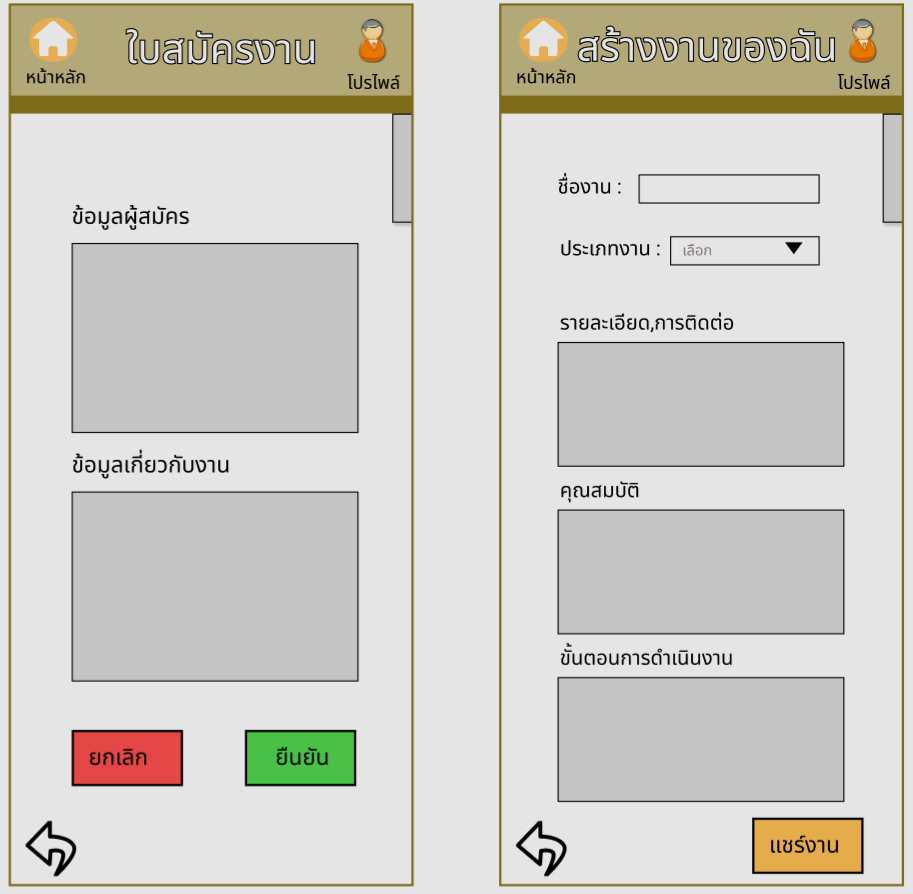 ใบสมัครงาน
หน้าหลัก
โปรไพล์
ข้อมูลผู้สมัคร
ข้อมูลเกี่ยวกับงาน
ยกเลิก
ยืนยัน
สร้างงานของฉัน
หน้าหลัก
โปรไพล์
ชื่องาน :
ประเภทงาน : เลือก
รายละเอียด,การติดต่อ
คุณสมบัติ
ขั้นตอนการดำเนินงาน
แชร์งาน